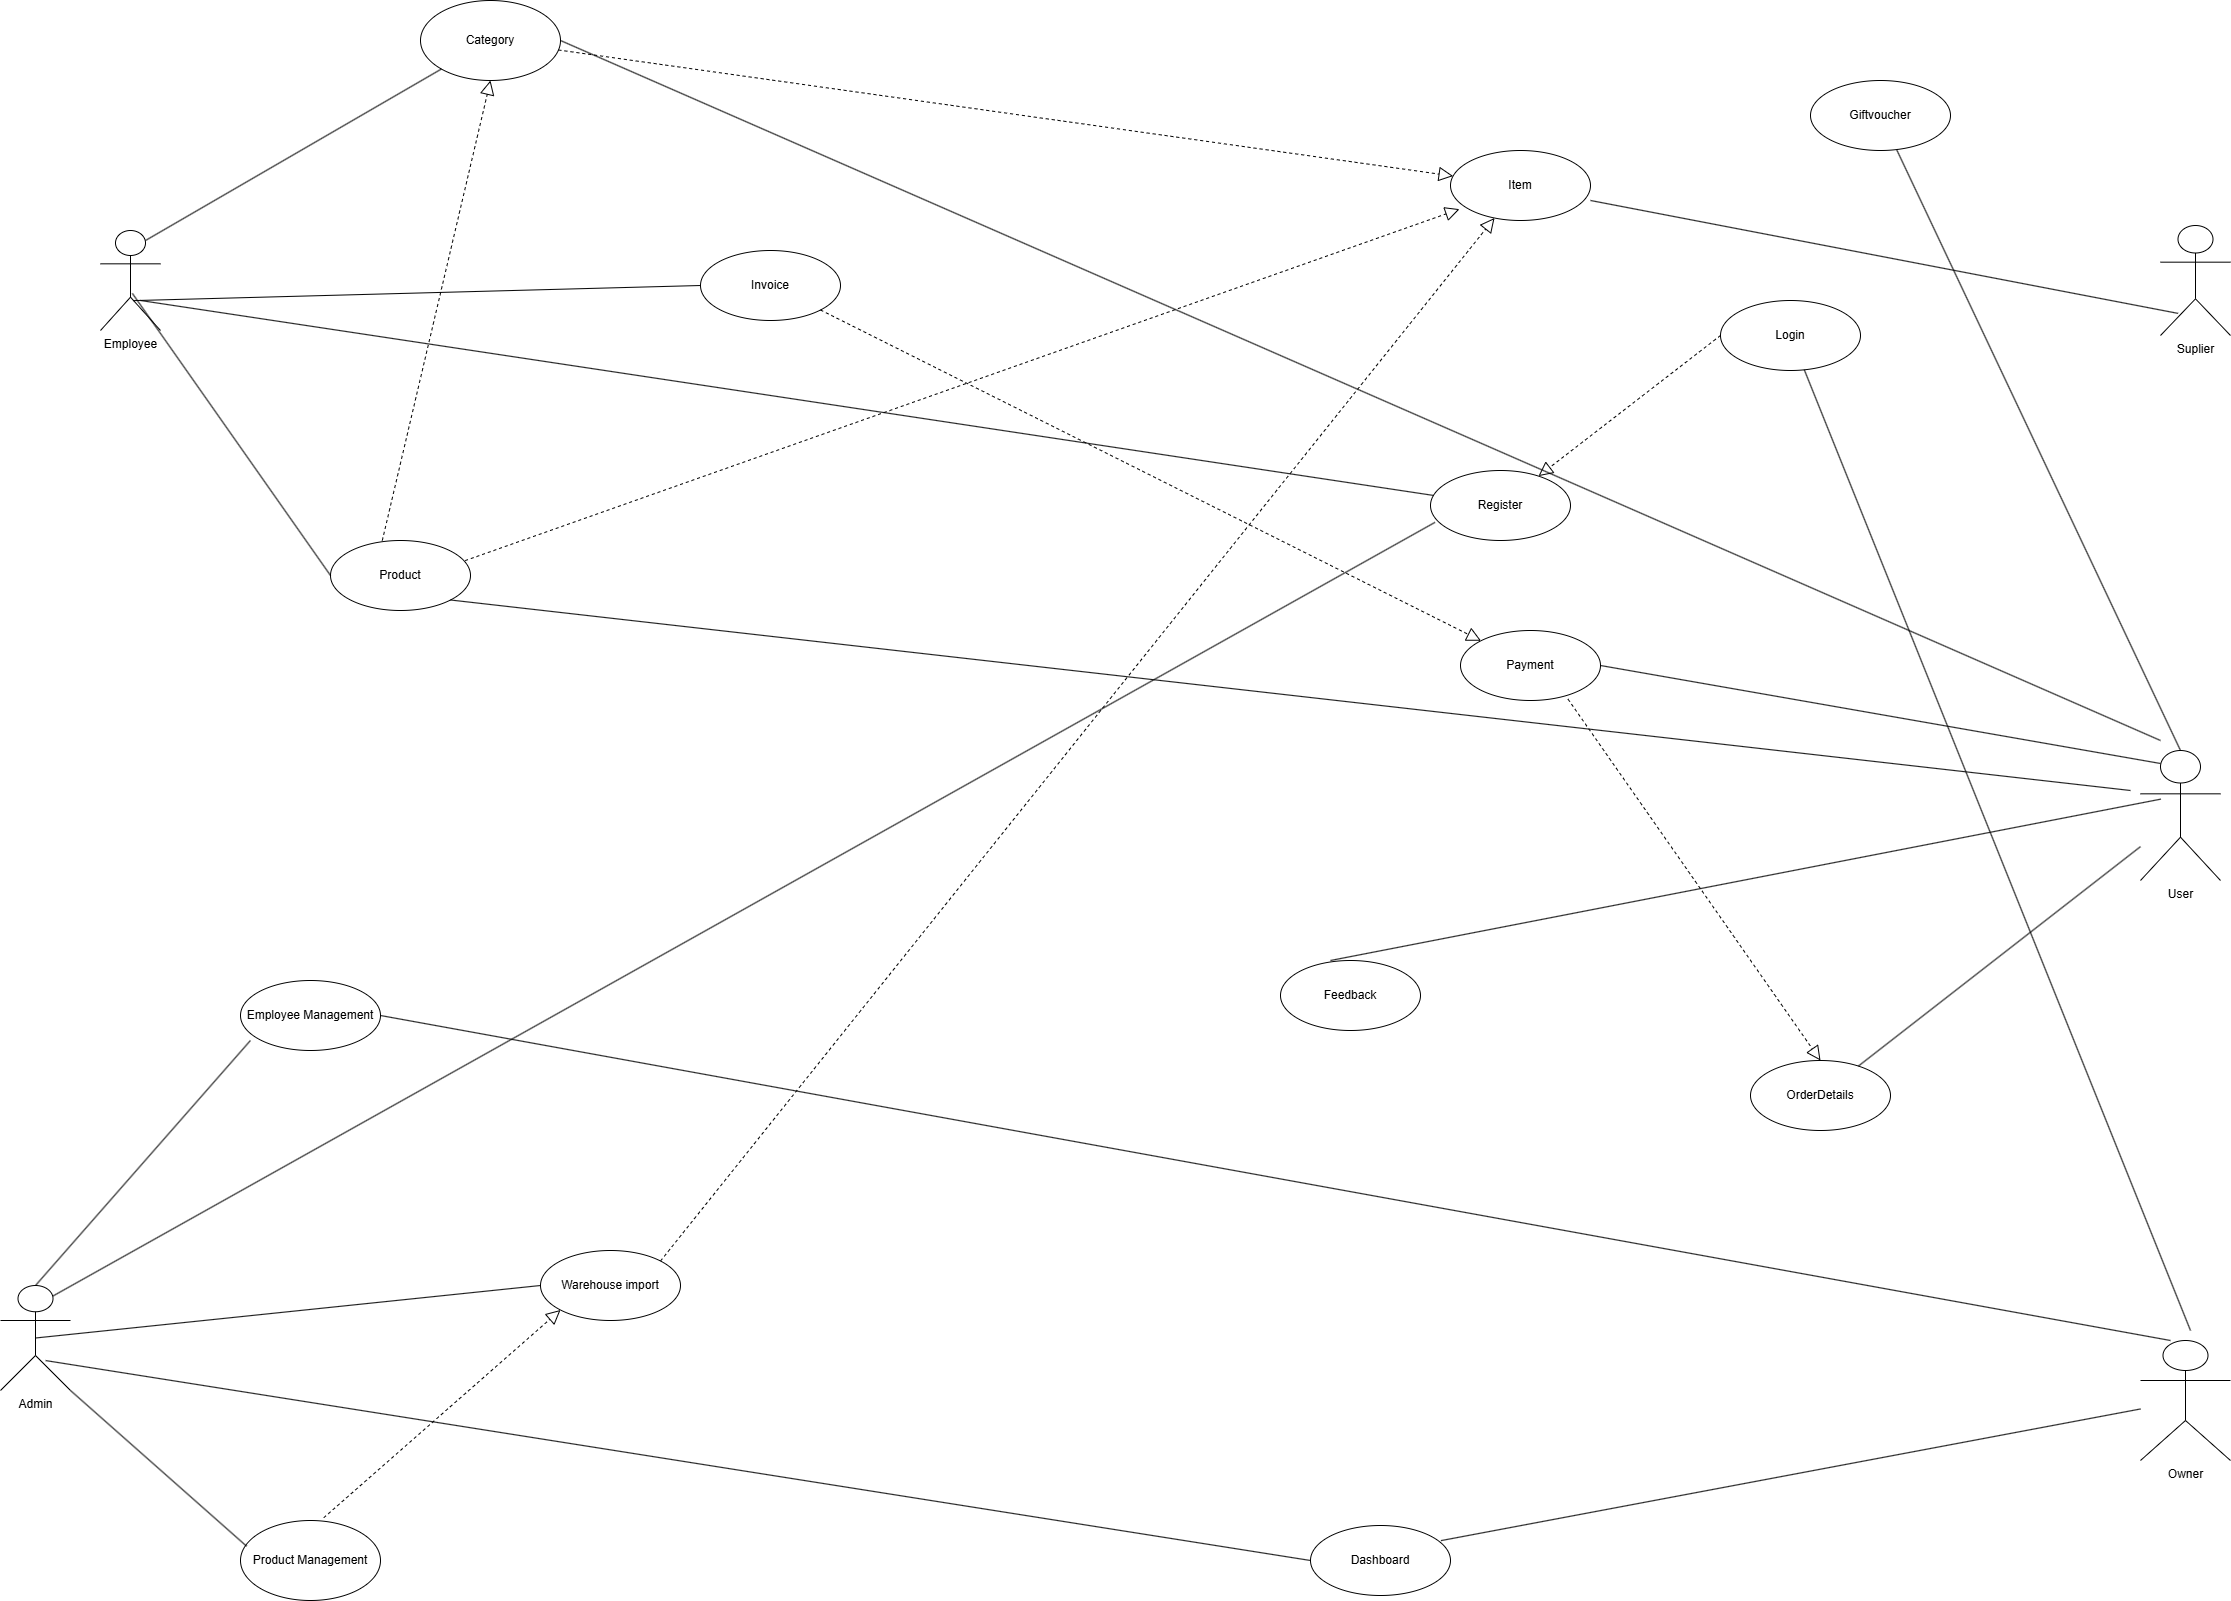 Category
Giftvoucher
Item
Invoice
Login
Employee
Suplier
Register
Product
Payment
User
Feedback
Employee Management
OrderDetails
Warehouse import
Admin
Owner
Product Management
Dashboard